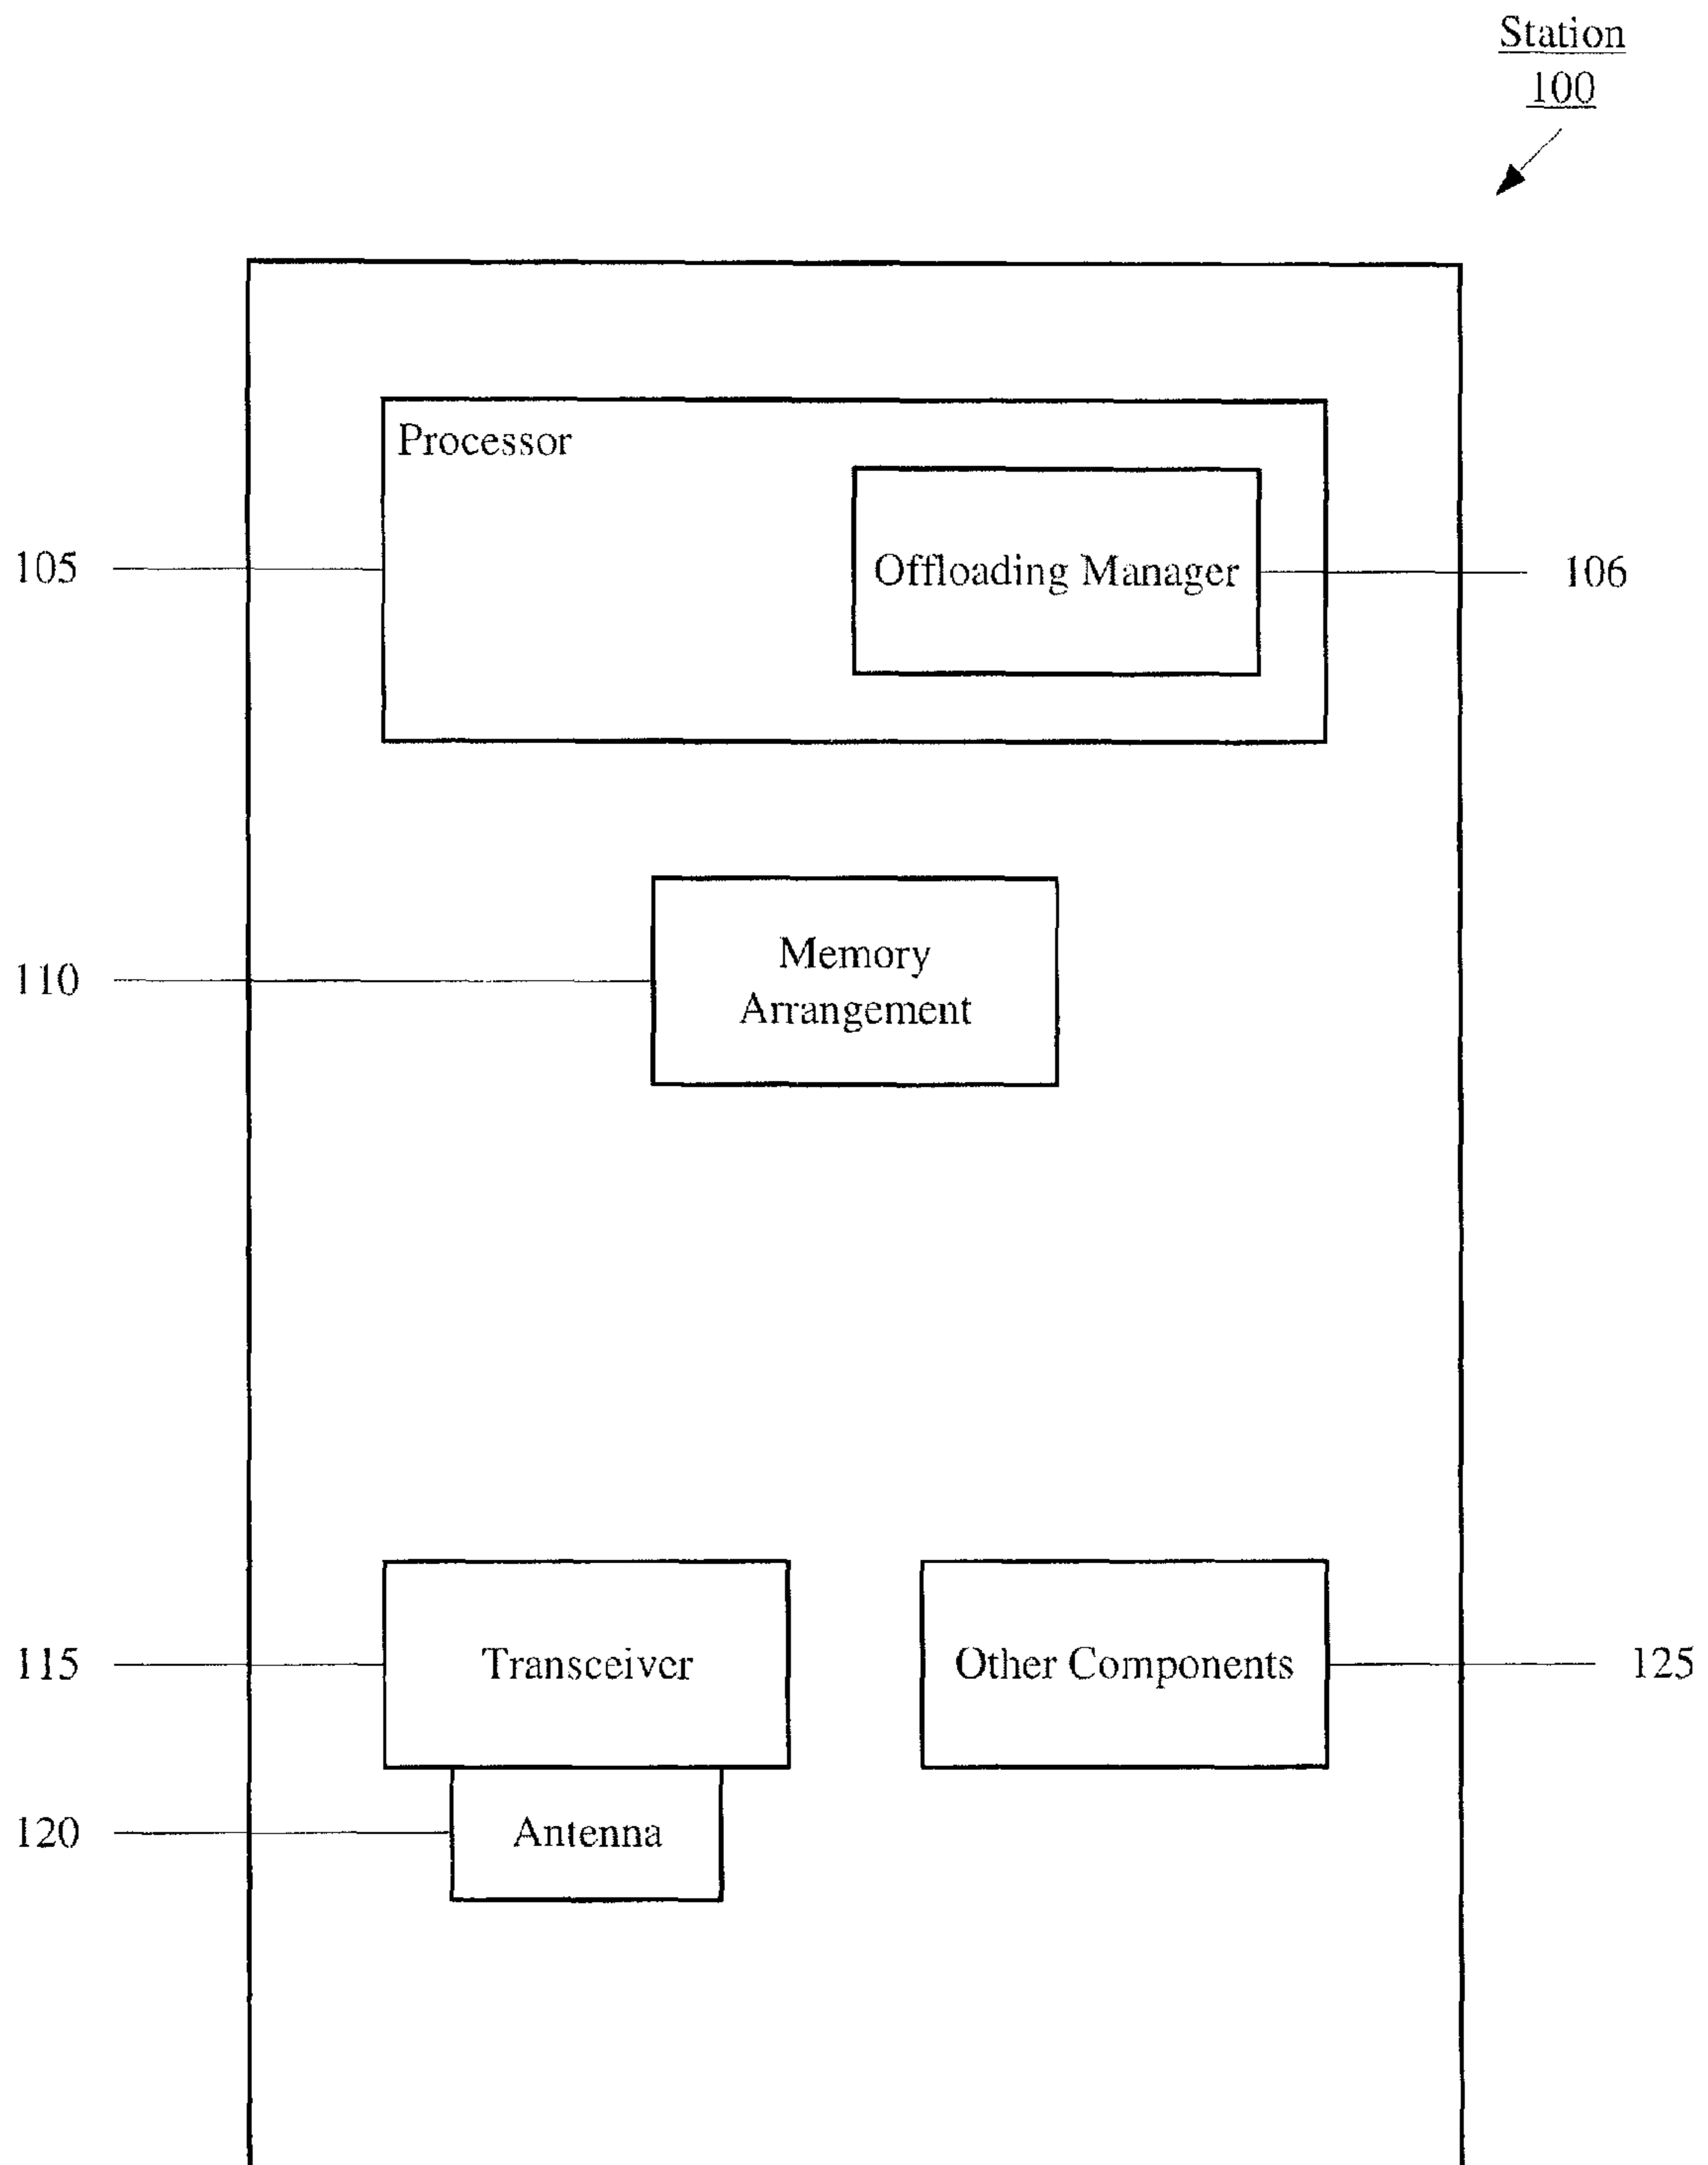 Station
100
Processor
105
Offloading Manager
106
110
Memory
Arrangement
115
Transceiver
Other Components
125
120
Antenna